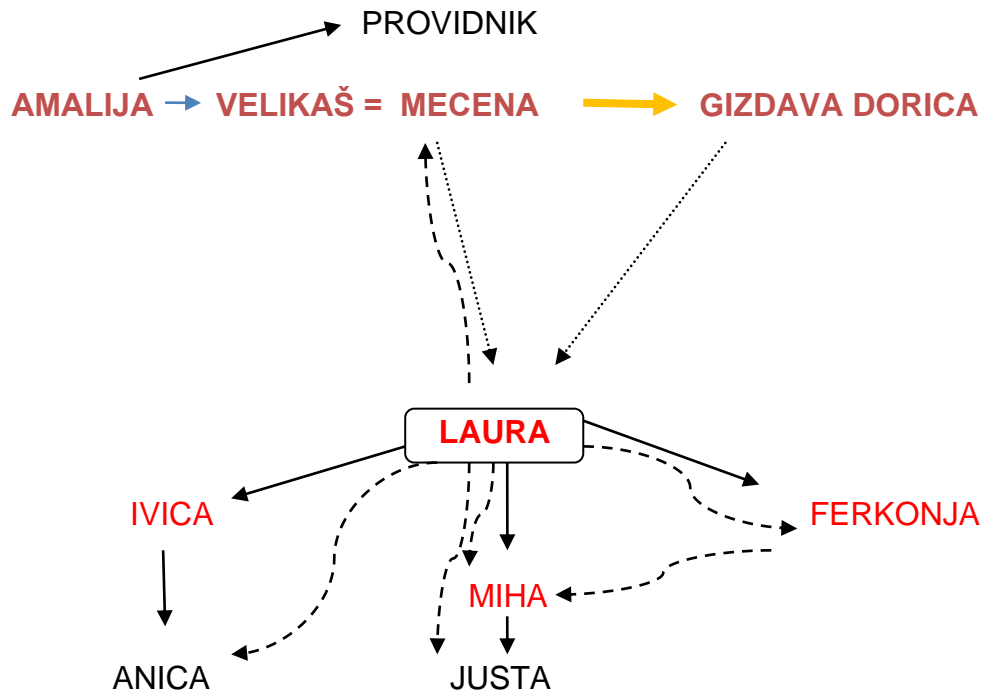 PROVIDNIK
AMALIJA VELIKAŠ = MECENA GIZDAVA DORICA
LAURA
IVICA FERKONJA
MIHA
ANICA JUSTA